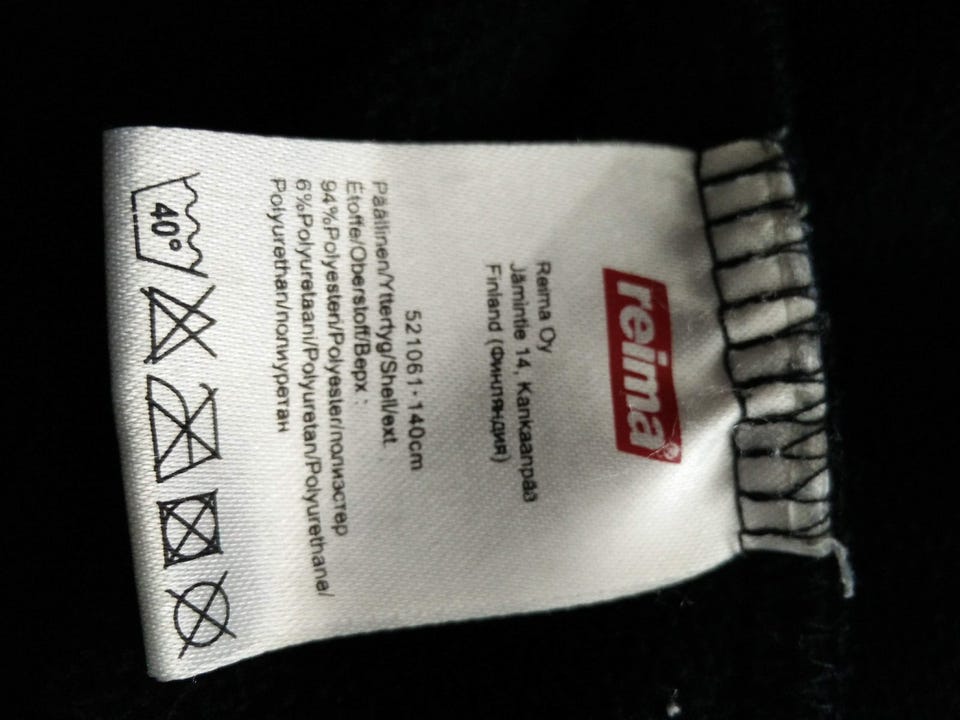 reima®
Reima Oy
Jämintie 14, Kankaanpää
Finland (Финляндия)
521061-140cm
Päällinen/Yttertyg/Shell/ext
Étoffe/Oberstoff/Верх :
94%Polyesteri/Polyester/полиэстер
6%Polyuretaani/Polyuretan/Polyurethane/
Polyurethan/полиуретан
40°